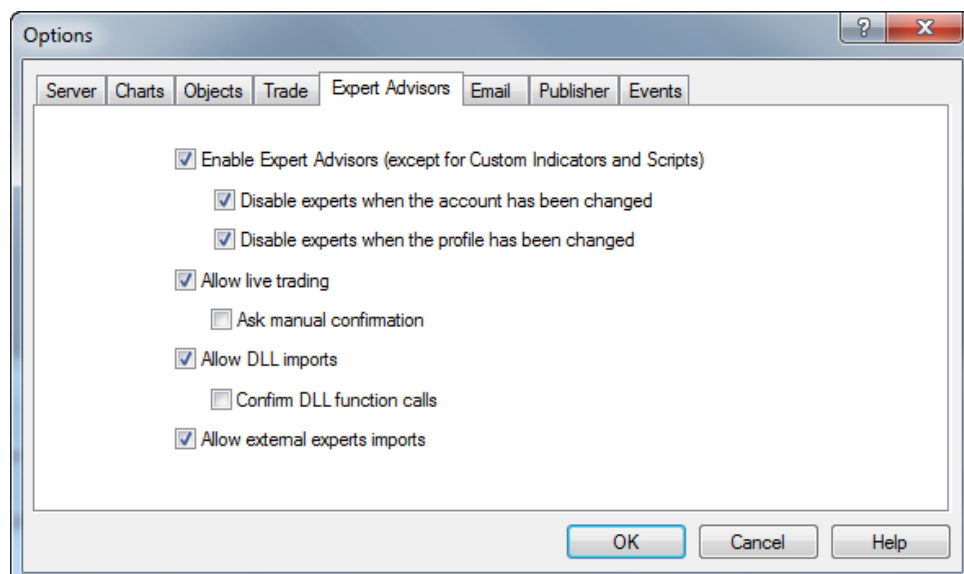 Options
Server Charts Objects Trade Expert Advisors Email Publisher Events
Enable Expert Advisors (except for Custom Indicators and Scripts)
Disable experts when the account has been changed
Disable experts when the profile has been changed
Allow live trading
Ask manual confirmation
Allow DLL imports
Confirm DLL function calls
Allow external experts imports
OK Cancel Help